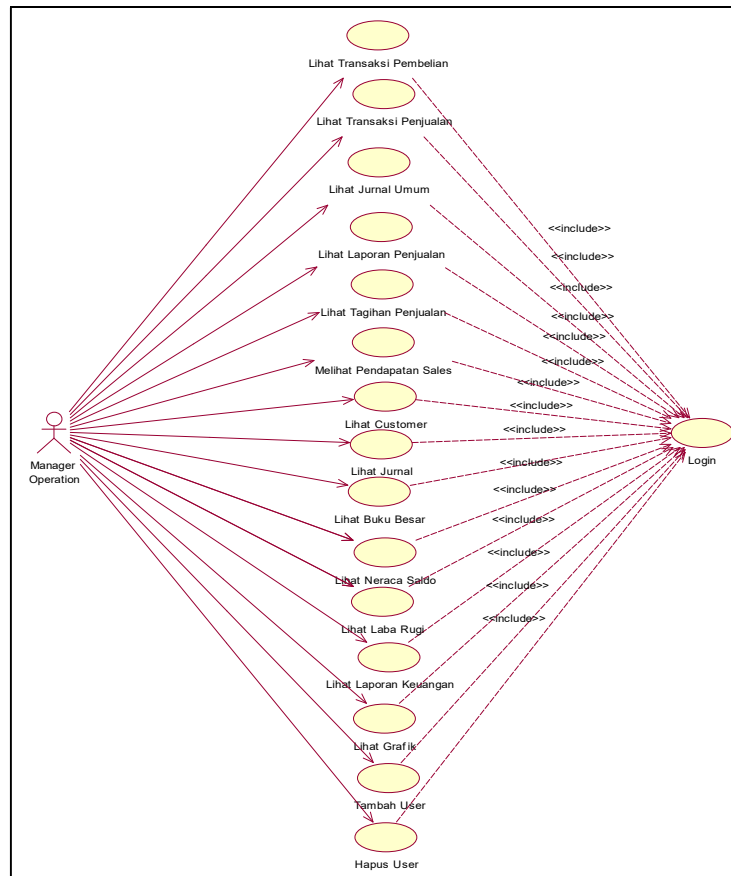 Lihat Transaksi Pembelian
Lihat Transaksi Penjualan
Lihat Jurnal Umum
<<include>>
Lihat Laporan Penjualan
<<include>>
<<include>>
Lihat Tagihan Penjualan
<<include>>
<<include>>
Melihat Pendapatan Sales
<<include>>
<<include>>
Lihat Customer
<<include>>
Manager
Operation
Login
Lihat Jurnal
<<include>>
Lihat Buku Besar
<<include>>
<<include>>
<<include>>
Lihat Neraca Saldo
<<include>>
<<include>>
Lihat Laba Rugi
Lihat Laporan Keuangan
Lihat Grafik
Tambah User
Hapus User